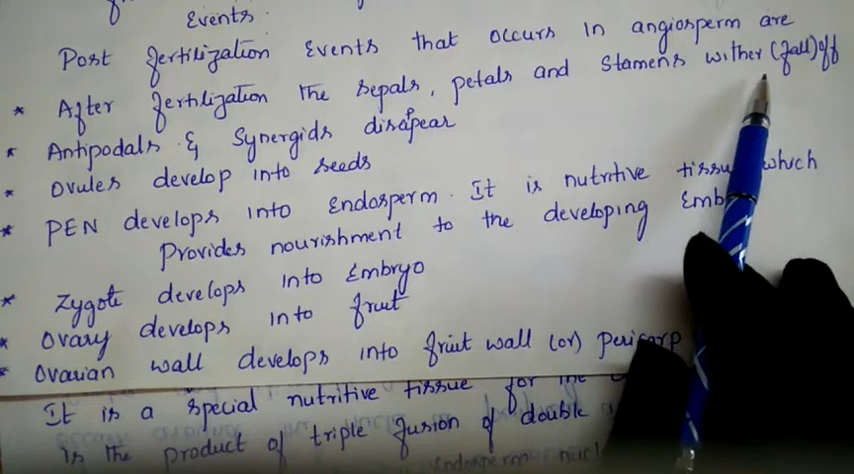 Events:
Post fertilization Events that occurs in angiosperm are
* After fertilization the sepals, petals and stamens wither (fall) off
* Antipodals & Synergids disapear
* Ovules develop into seeds
* PEN develops into Endosperm. It is nutritive tissue which
Provides nourishment to the developing
* Zygote develops into Embryo
* Ovary develops into fruit
* Ovarian wall develops into fruit wall (or) pericarp
It is a special nutritive tissue for the
is the product of triple fusion of double
Endosperm